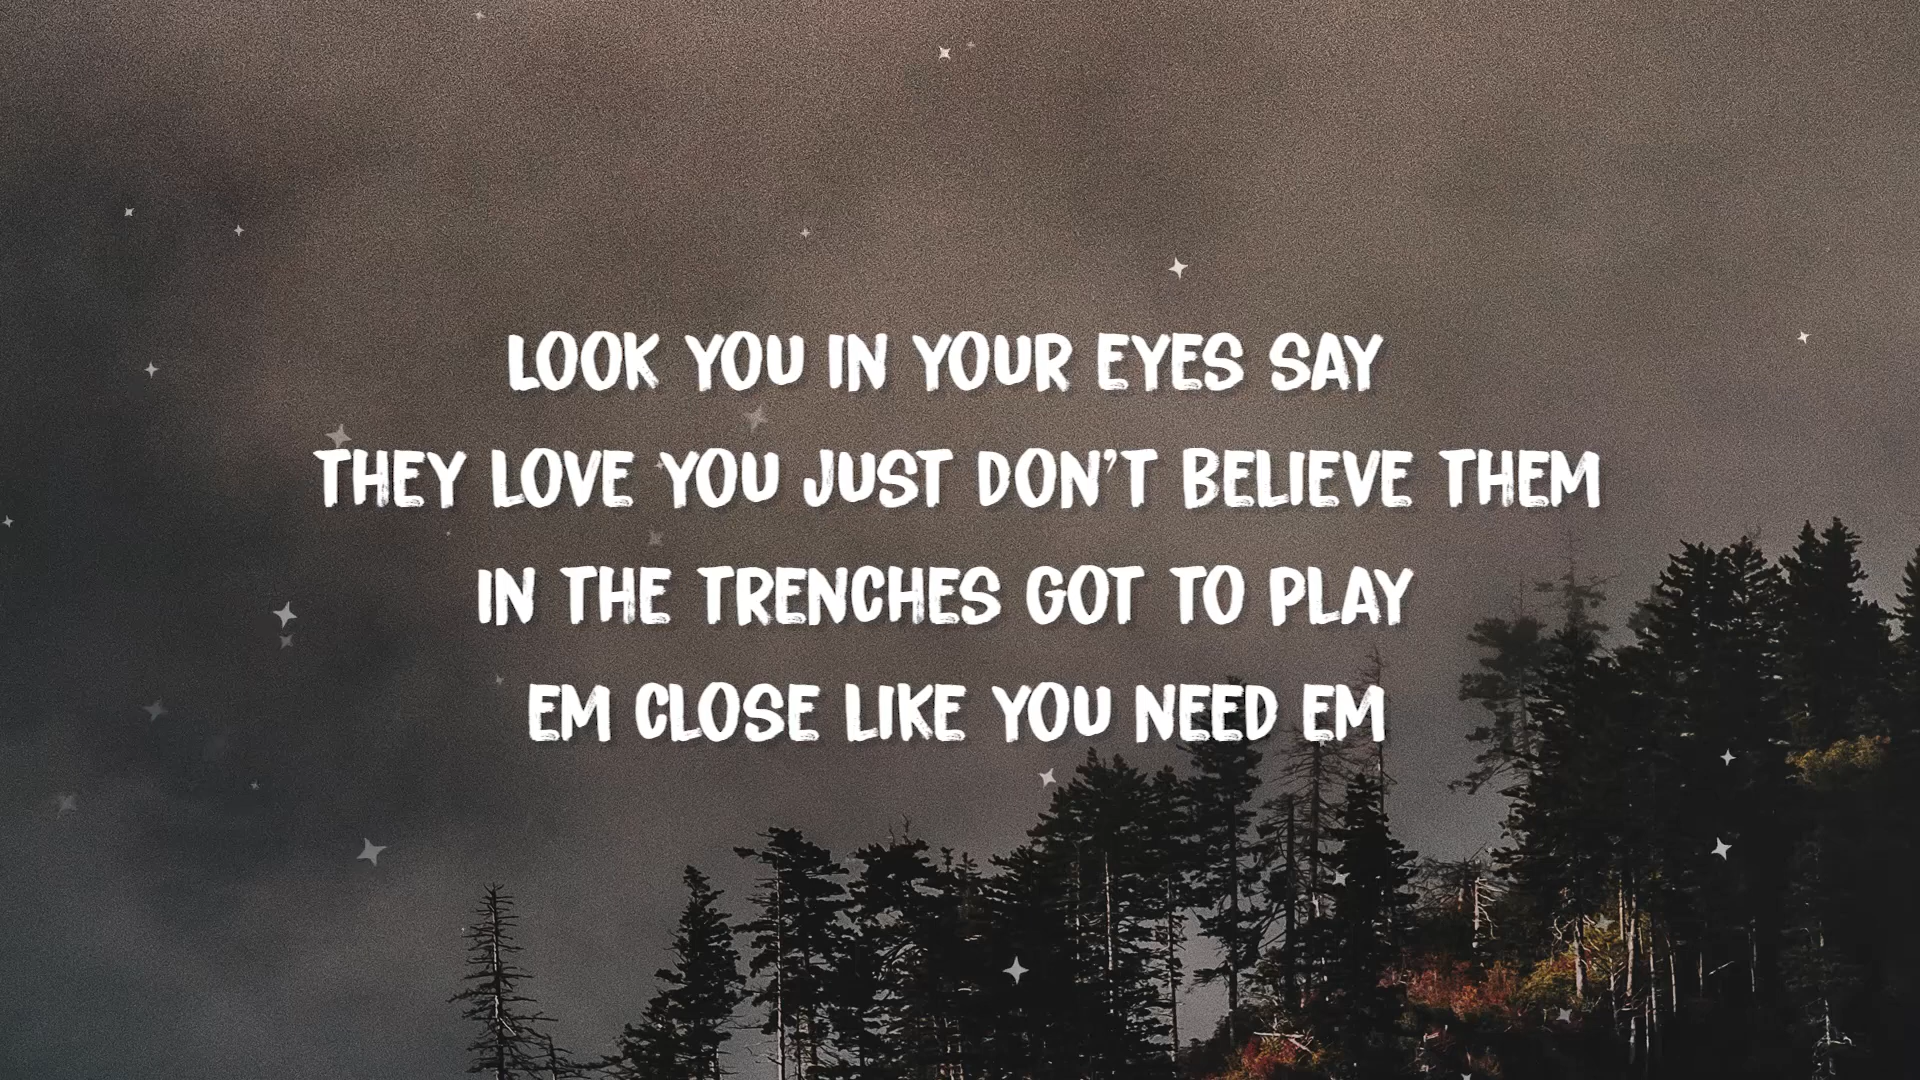 LOOK YOU IN YOUR EYES SAY
THEY LOVE YOU JUST DON'T BELIEVE THEM
IN THE TRENCHES GOT TO PLAY
EM CLOSE LIKE YOU NEED EM